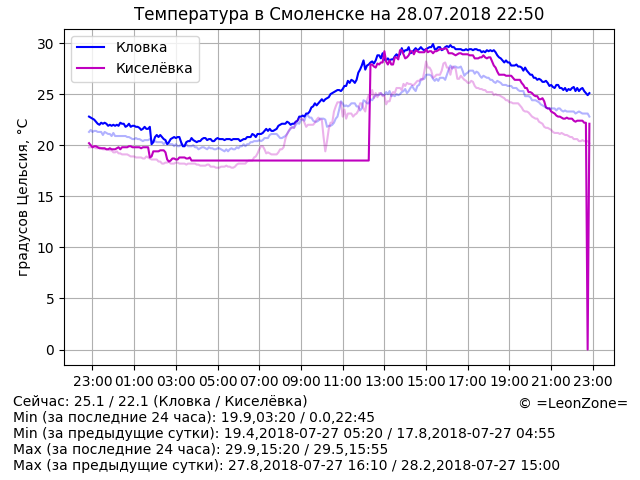 Температура в Смоленске на 28.07.2018 22:50
Кловка
Киселёвка
градусов Цельсия, °C
30
25
20
15
10
5
0
23:00 01:00 03:00 05:00 07:00 09:00 11:00 13:00 15:00 17:00 19:00 21:00 23:00
Сейчас: 25.1 / 22.1 (Кловка / Киселёвка)
© =LeonZone=
Min (за последние 24 часа): 19.9,03:20 / 0.0,22:45
Min (за предыдущие сутки): 19.4,2018-07-27 05:20 / 17.8,2018-07-27 04:55
Max (за последние 24 часа): 29.9,15:20 / 29.5,15:55
Max (за предыдущие сутки): 27.8,2018-07-27 16:10 / 28.2,2018-07-27 15:00